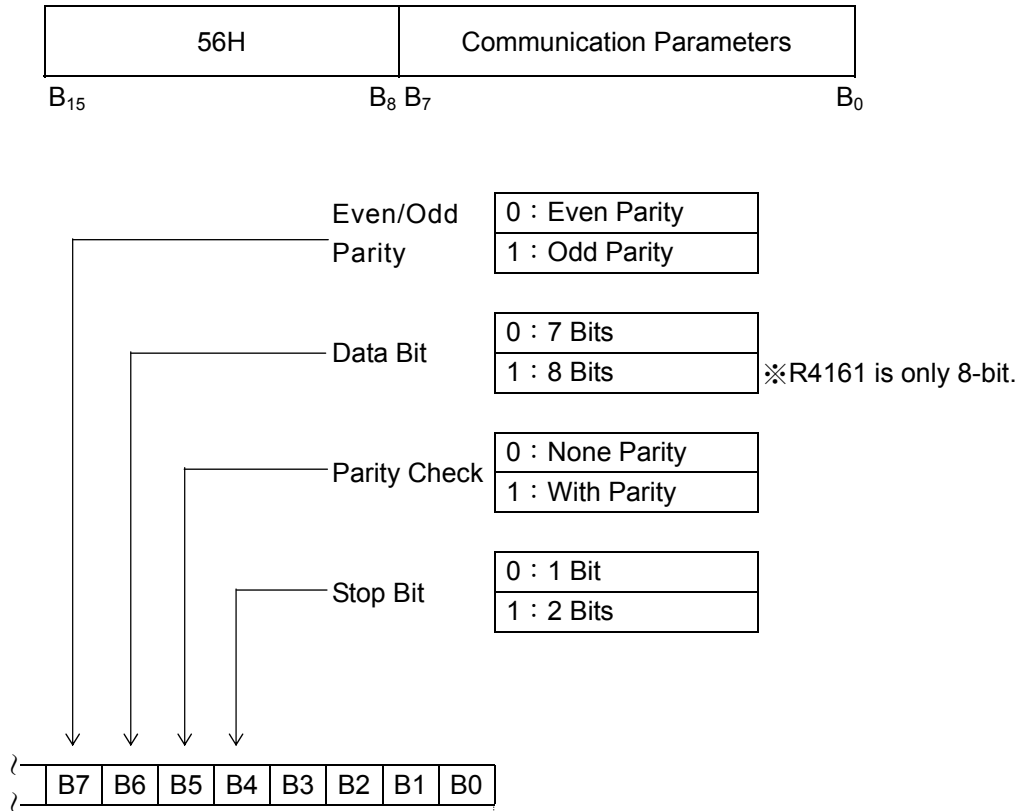 56H Communication Parameters
B15 B8 B7 B0
Even/Odd Parity
0：Even Parity
1：Odd Parity
Data Bit
0：7 Bits
1：8 Bits ※R4161 is only 8-bit.
Parity Check
0：None Parity
1：With Parity
Stop Bit
0：1 Bit
1：2 Bits
B7 B6 B5 B4 B3 B2 B1 B0